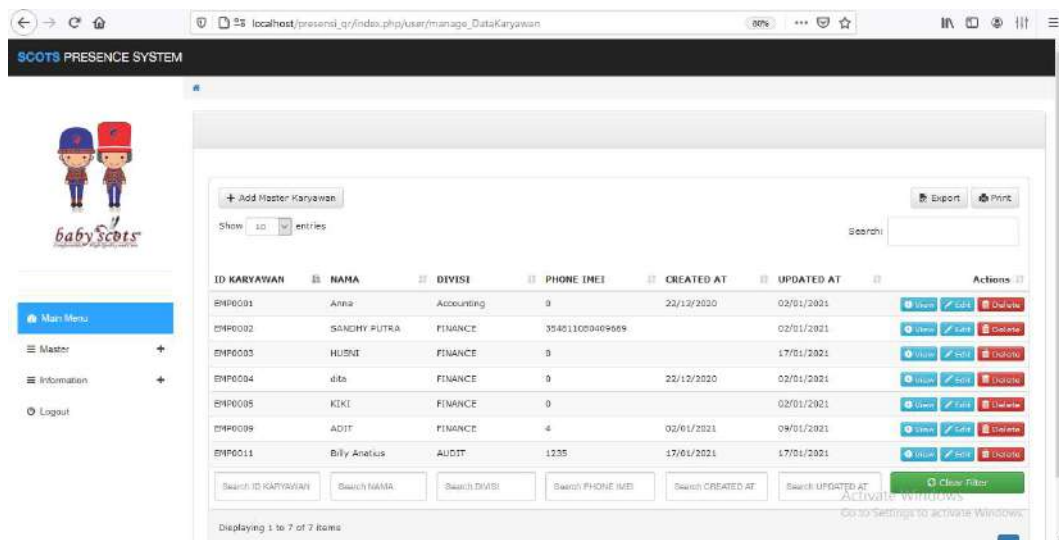 localhost/presensi_qr/index.php/user/manage_DataKaryawan 80%
SCOTS PRESENCE SYSTEM
babyscots
Main Menu
Master
Information
Logout
+ Add Master Karyawan Export Print
Show 10 entries Search:
ID KARYAWAN NAMA DIVISI PHONE IMEI CREATED AT UPDATED AT Actions
EMP0001 Anna Accounting 0 22/12/2020 02/01/2021 View Edit Delete
EMP0002 SANDHY PUTRA FINANCE 354811080409669 02/01/2021 View Edit Delete
EMP0003 HUSNI FINANCE 0 17/01/2021 View Edit Delete
EMP0004 dita FINANCE 0 22/12/2020 02/01/2021 View Edit Delete
EMP0005 KIKI FINANCE 0 02/01/2021 View Edit Delete
EMP0009 ADIT FINANCE 4 02/01/2021 09/01/2021 View Edit Delete
EMP0011 Billy Anatius AUDIT 1235 17/01/2021 17/01/2021 View Edit Delete
Search ID KARYAWAN Search NAMA Search DIVISI Search PHONE IMEI Search CREATED AT Search UPDATED AT Clear Filter
Activate Windows
Go to Settings to activate Windows.
Displaying 1 to 7 of 7 items